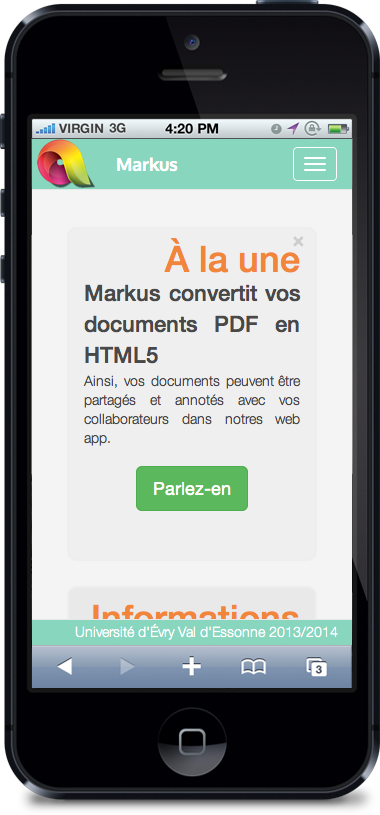 VIRGIN 3G 4:20 PM
Markus
×
À la une
Markus convertit vos
documents PDF en
HTML5
Ainsi, vos documents peuvent être
partagés et annotés avec vos
collaborateurs dans notres web
app.
Parlez-en
Informations
Université d'Évry Val d'Essonne 2013/2014
3